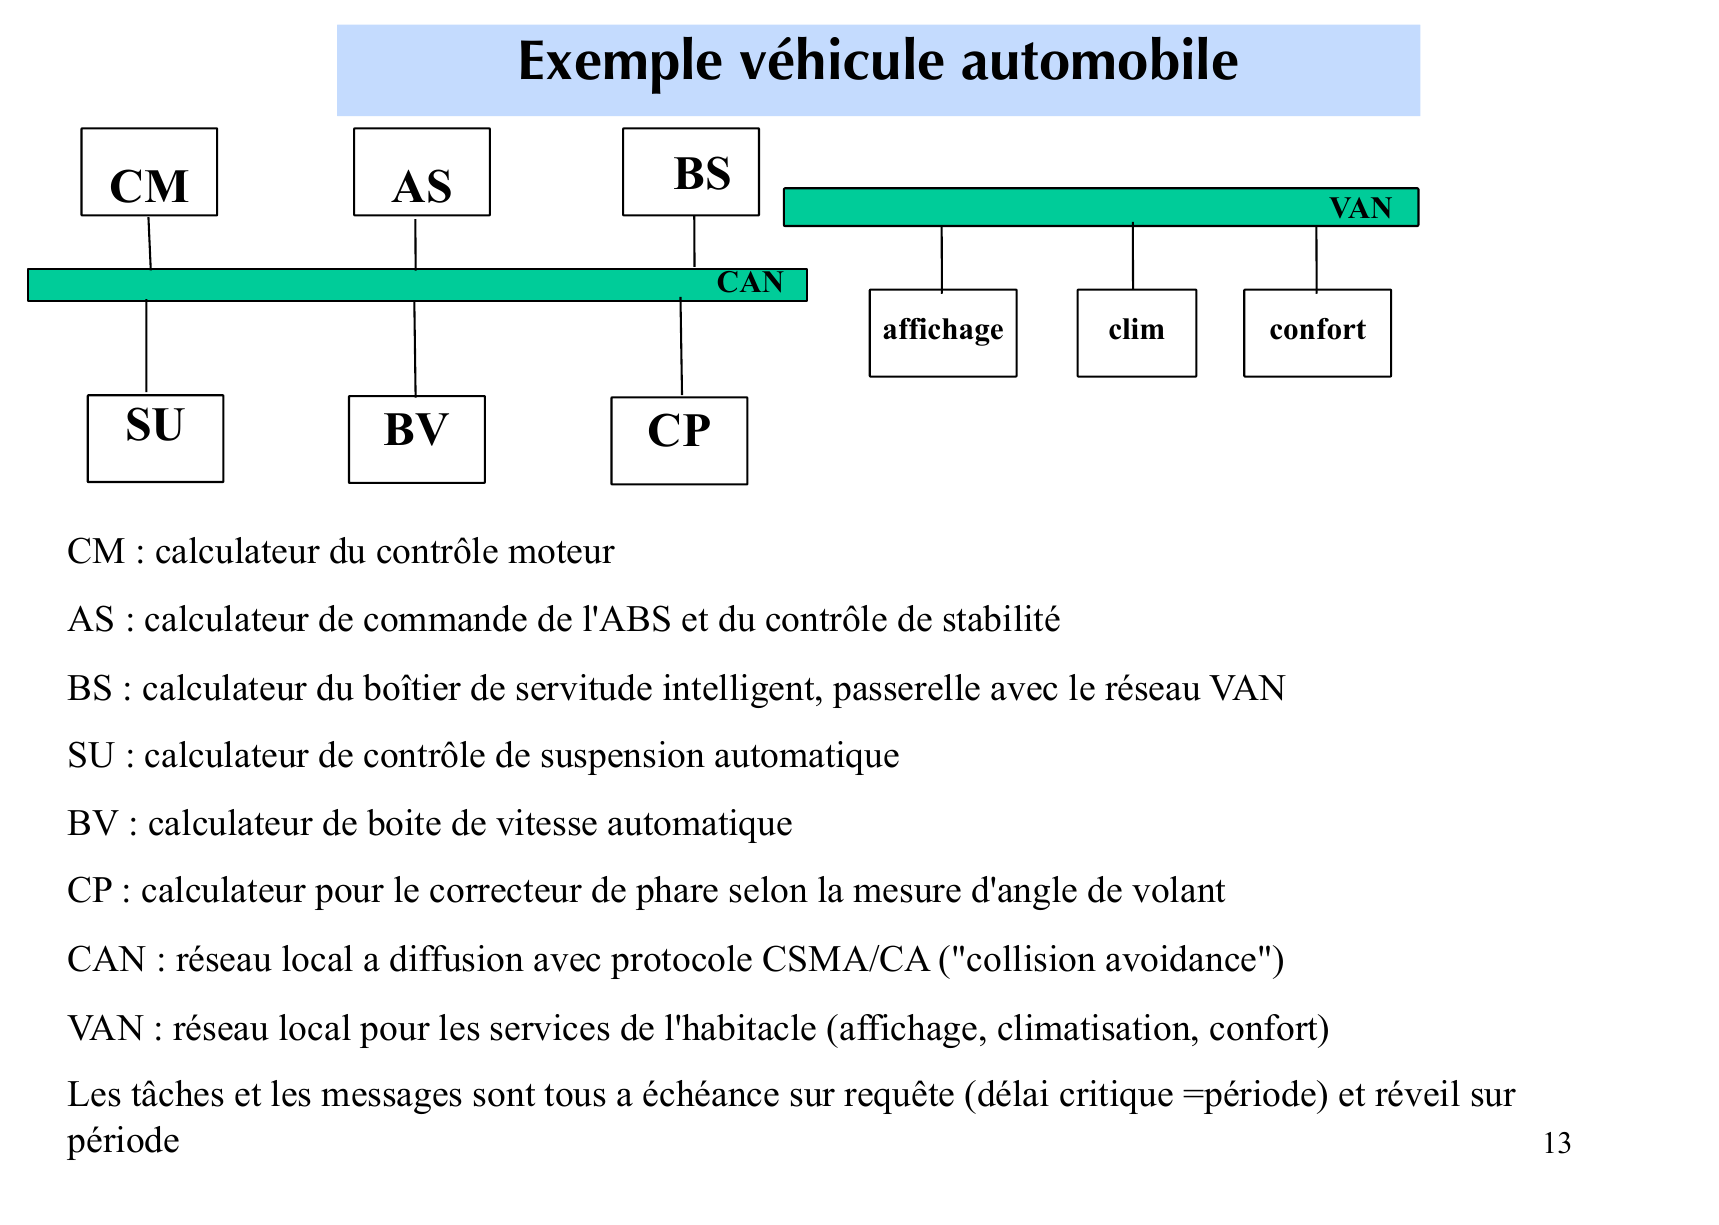 Exemple véhicule automobile
CM
AS
BS
VAN
CAN
affichage
clim
confort
SU
BV
CP
CM : calculateur du contrôle moteur
AS : calculateur de commande de l'ABS et du contrôle de stabilité
BS : calculateur du boîtier de servitude intelligent, passerelle avec le réseau VAN
SU : calculateur de contrôle de suspension automatique
BV : calculateur de boite de vitesse automatique
CP : calculateur pour le correcteur de phare selon la mesure d'angle de volant
CAN : réseau local a diffusion avec protocole CSMA/CA ("collision avoidance")
VAN : réseau local pour les services de l'habitacle (affichage, climatisation, confort)
Les tâches et les messages sont tous a échéance sur requête (délai critique =période) et réveil sur
période
13